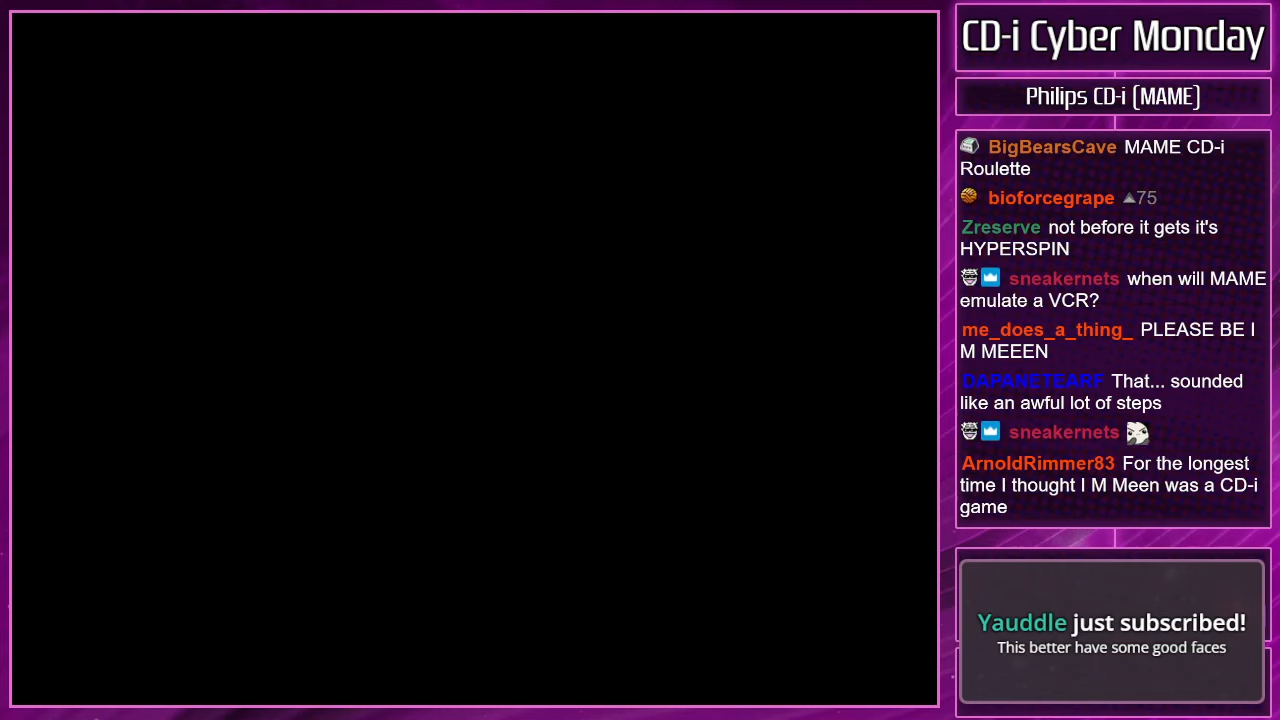 CD-i Cyber Monday
Philips CD-i [MAME]
BigBearsCave MAME CD-i
Roulette
bioforcegrape 75
Zreserve not before it gets it's
HYPERSPIN
sneakernets when will MAME
emulate a VCR?
me_does_a_thing_ PLEASE BE I
M MEEEN
DAPANETEARF That... sounded
like an awful lot of steps
sneakernets
ArnoldRimmer83 For the longest
time I thought I M Meen was a CD-i
game
Yauddle just subscribed!
This better have some good faces